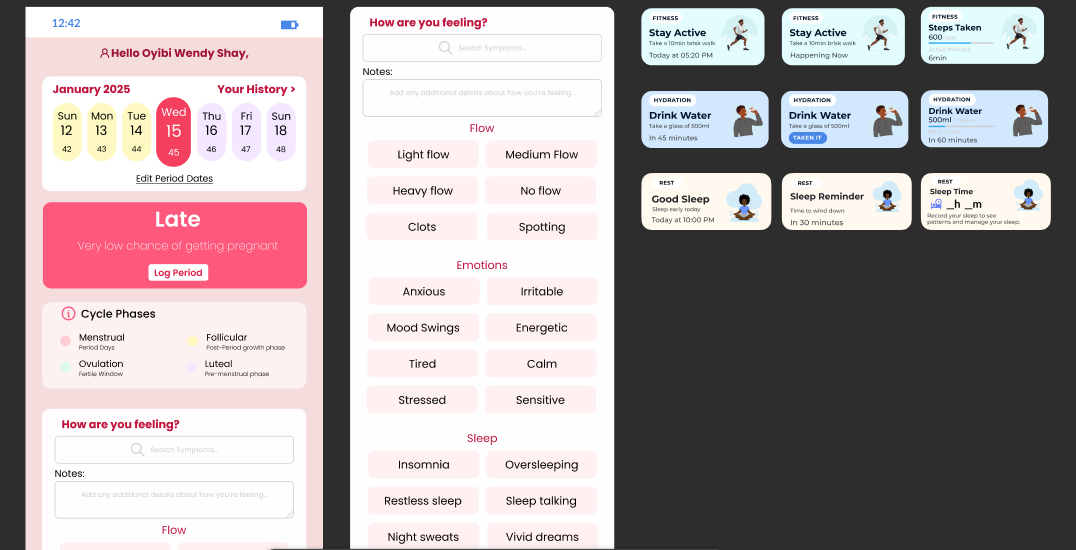 12:42
Hello Oyibi Wendy Shay,
January 2025
Your History >
Sun Mon Tue Wed Thu Fri Sun
12 13 14 15 16 17 18
42 43 44 45 46 47 48
Edit Period Dates
Late
Very low chance of getting pregnant
Log Period
Cycle Phases
Menstrual
Period Days
Follicular
Post-Period growth phase
Ovulation
Fertile Window
Luteal
Pre-menstrual phase
How are you feeling?
Search Symptoms...
Notes:
Add any additional details about how you're feeling...
Flow
How are you feeling?
Search Symptoms...
Notes:
Add any additional details about how you're feeling...
Flow
Light flow
Medium Flow
Heavy flow
No flow
Clots
Spotting
Emotions
Anxious
Irritable
Mood Swings
Energetic
Tired
Calm
Stressed
Sensitive
Sleep
Insomnia
Oversleeping
Restless sleep
Sleep talking
Night sweats
Vivid dreams
FITNESS
Stay Active
Take a 10min brisk walk
Today at 05:20 PM
FITNESS
Stay Active
Take a 10min brisk walk
Happening Now
FITNESS
Steps Taken
600
Active Minutes
6min
HYDRATION
Drink Water
Take a glass of 500ml
In 45 minutes
HYDRATION
Drink Water
Take a glass of 500ml
TAKEN IT
HYDRATION
Drink Water
500ml
In 60 minutes
REST
Good Sleep
Sleep early today
Today at 10:00 PM
REST
Sleep Reminder
Time to wind down
In 30 minutes
REST
Sleep Time
_h _m
Record your sleep to see
patterns and manage your sleep.